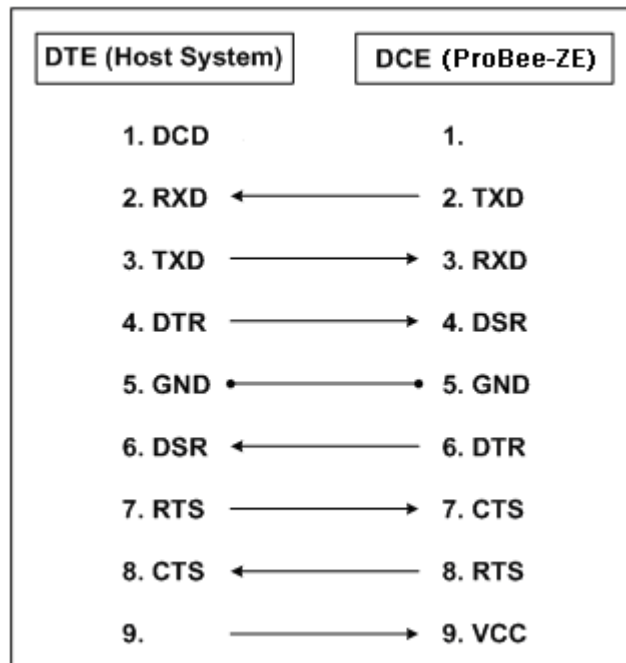 DTE (Host System) DCE (ProBee-ZE)
1. DCD 1.
2. RXD 2. TXD
3. TXD 3. RXD
4. DTR 4. DSR
5. GND 5. GND
6. DSR 6. DTR
7. RTS 7. CTS
8. CTS 8. RTS
9. 9. VCC